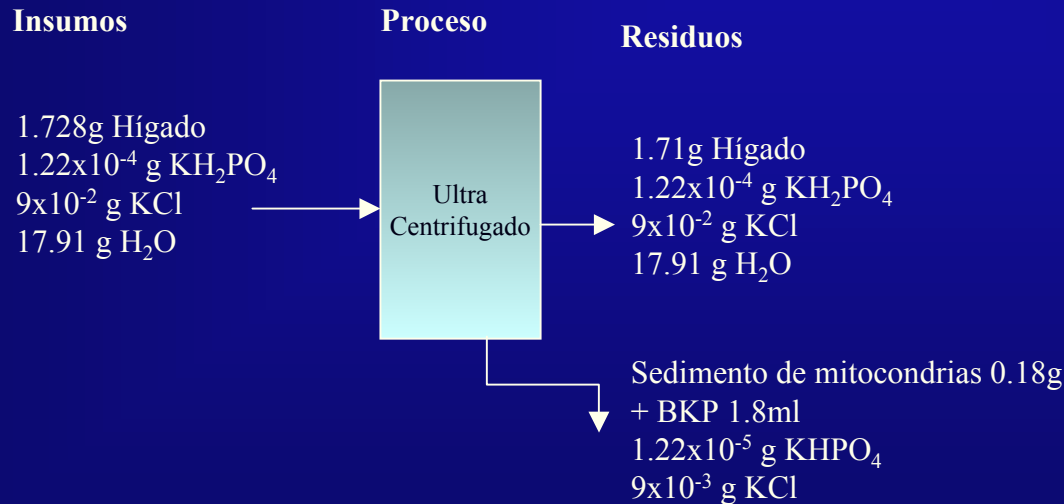 Insumos
Proceso
Residuos
1.728g Hígado
1.22x10⁻⁴ g KH₂PO₄
9x10⁻² g KCl
17.91 g H₂O
Ultra
Centrifugado
1.71g Hígado
1.22x10⁻⁴ g KH₂PO₄
9x10⁻² g KCl
17.91 g H₂O
Sedimento de mitocondrias 0.18g
+ BKP 1.8ml
1.22x10⁻⁵ g KHPO₄
9x10⁻³ g KCl